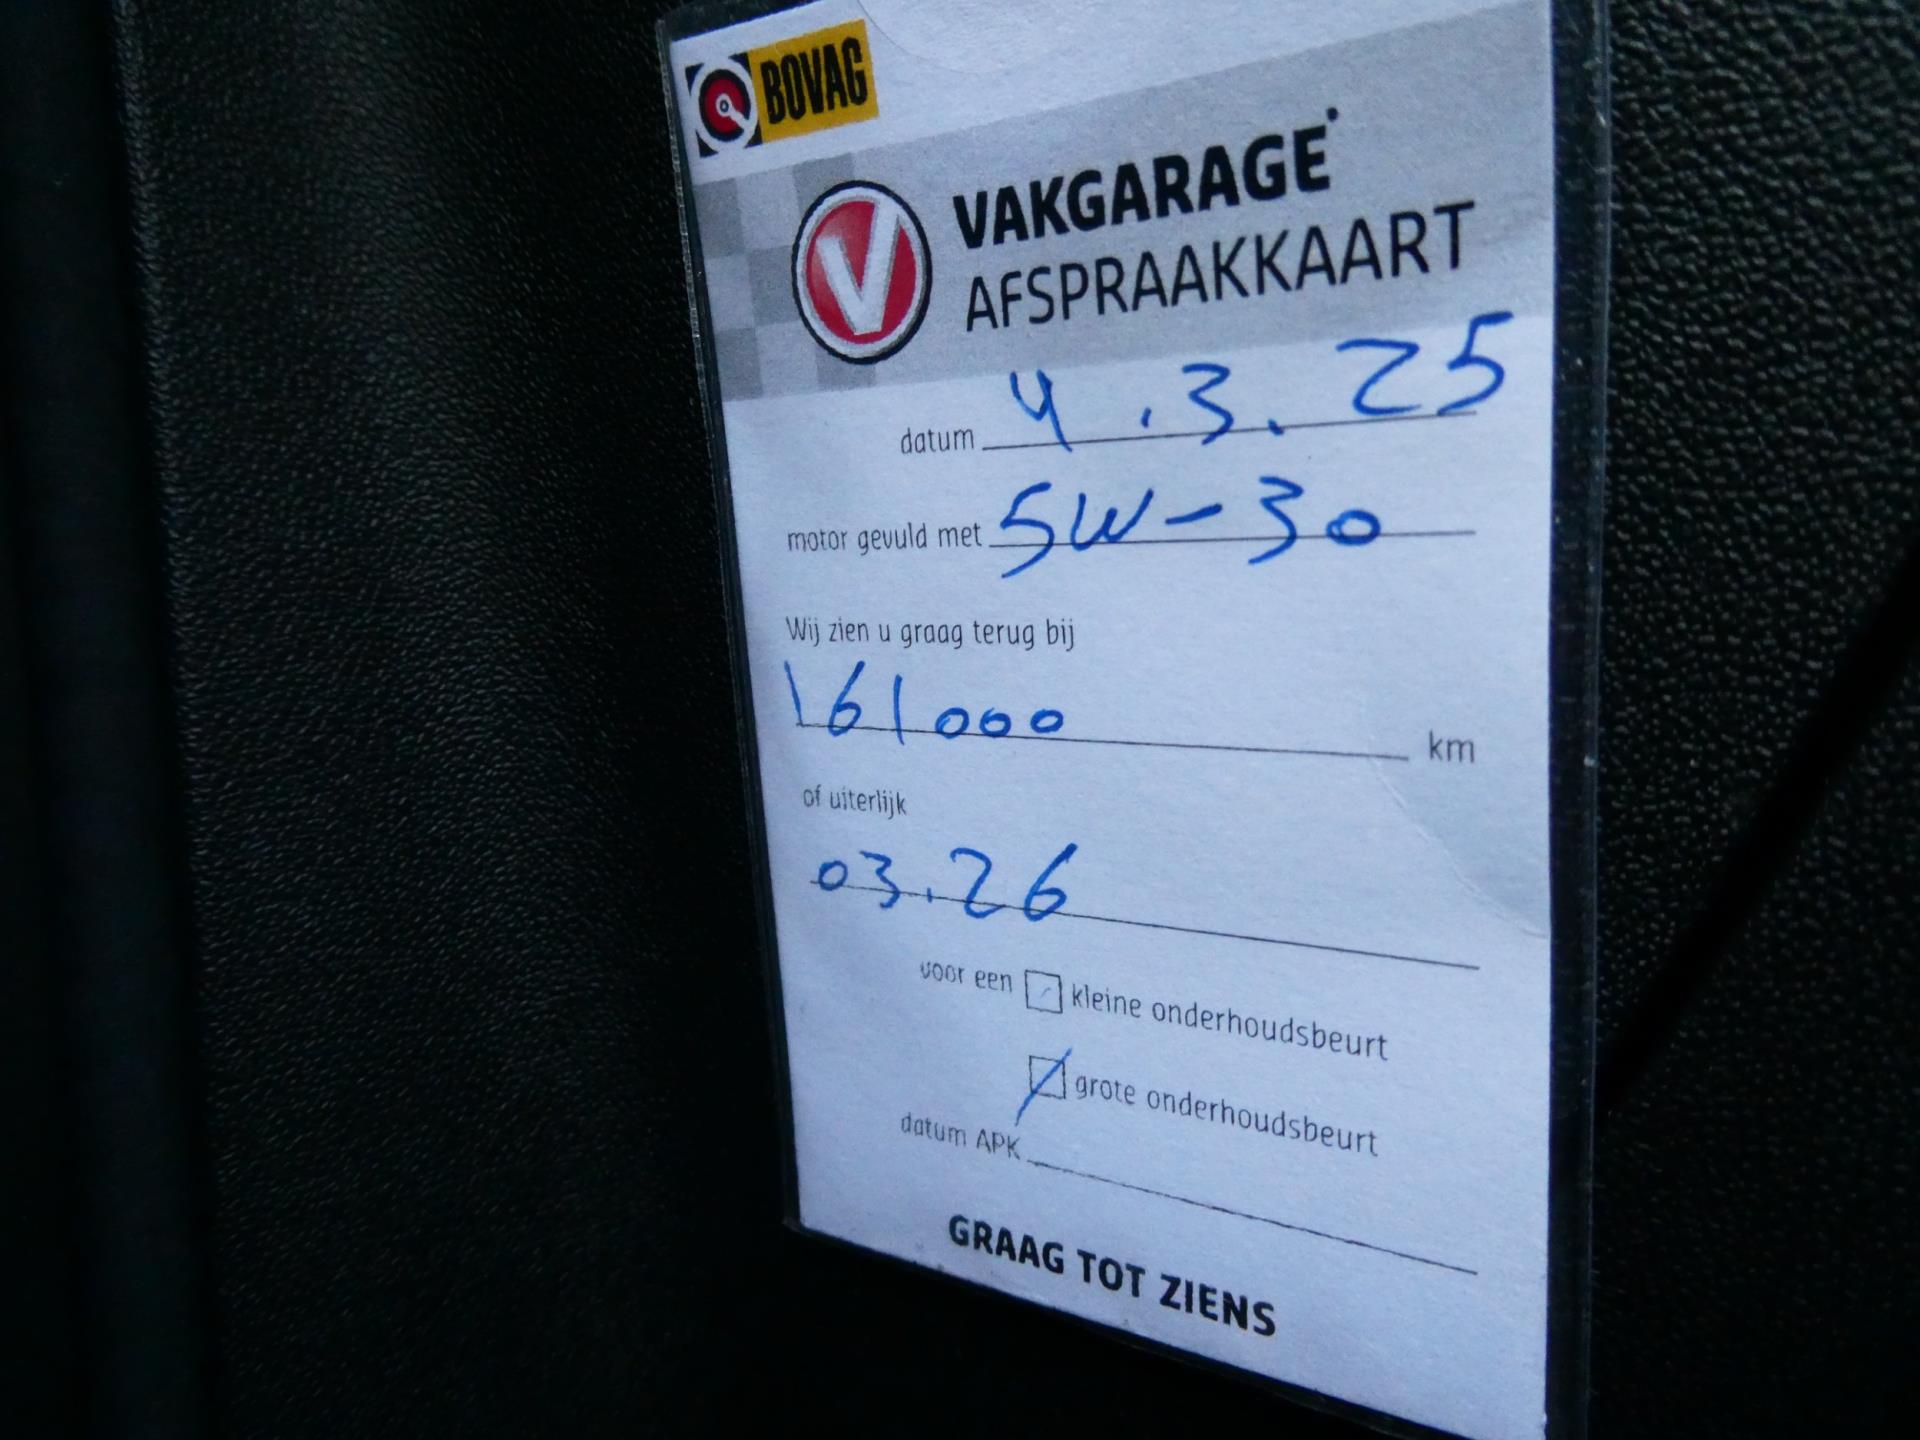 BOVAG
VAKGARAGE
AFSPRAAKKAART
datum 4.3.25
motor gevuld met 5W-30
Wij zien u graag terug bij
161000 km
of uiterlijk
03.26
voor een kleine onderhoudsbeurt
grote onderhoudsbeurt
datum APK
GRAAG TOT ZIENS